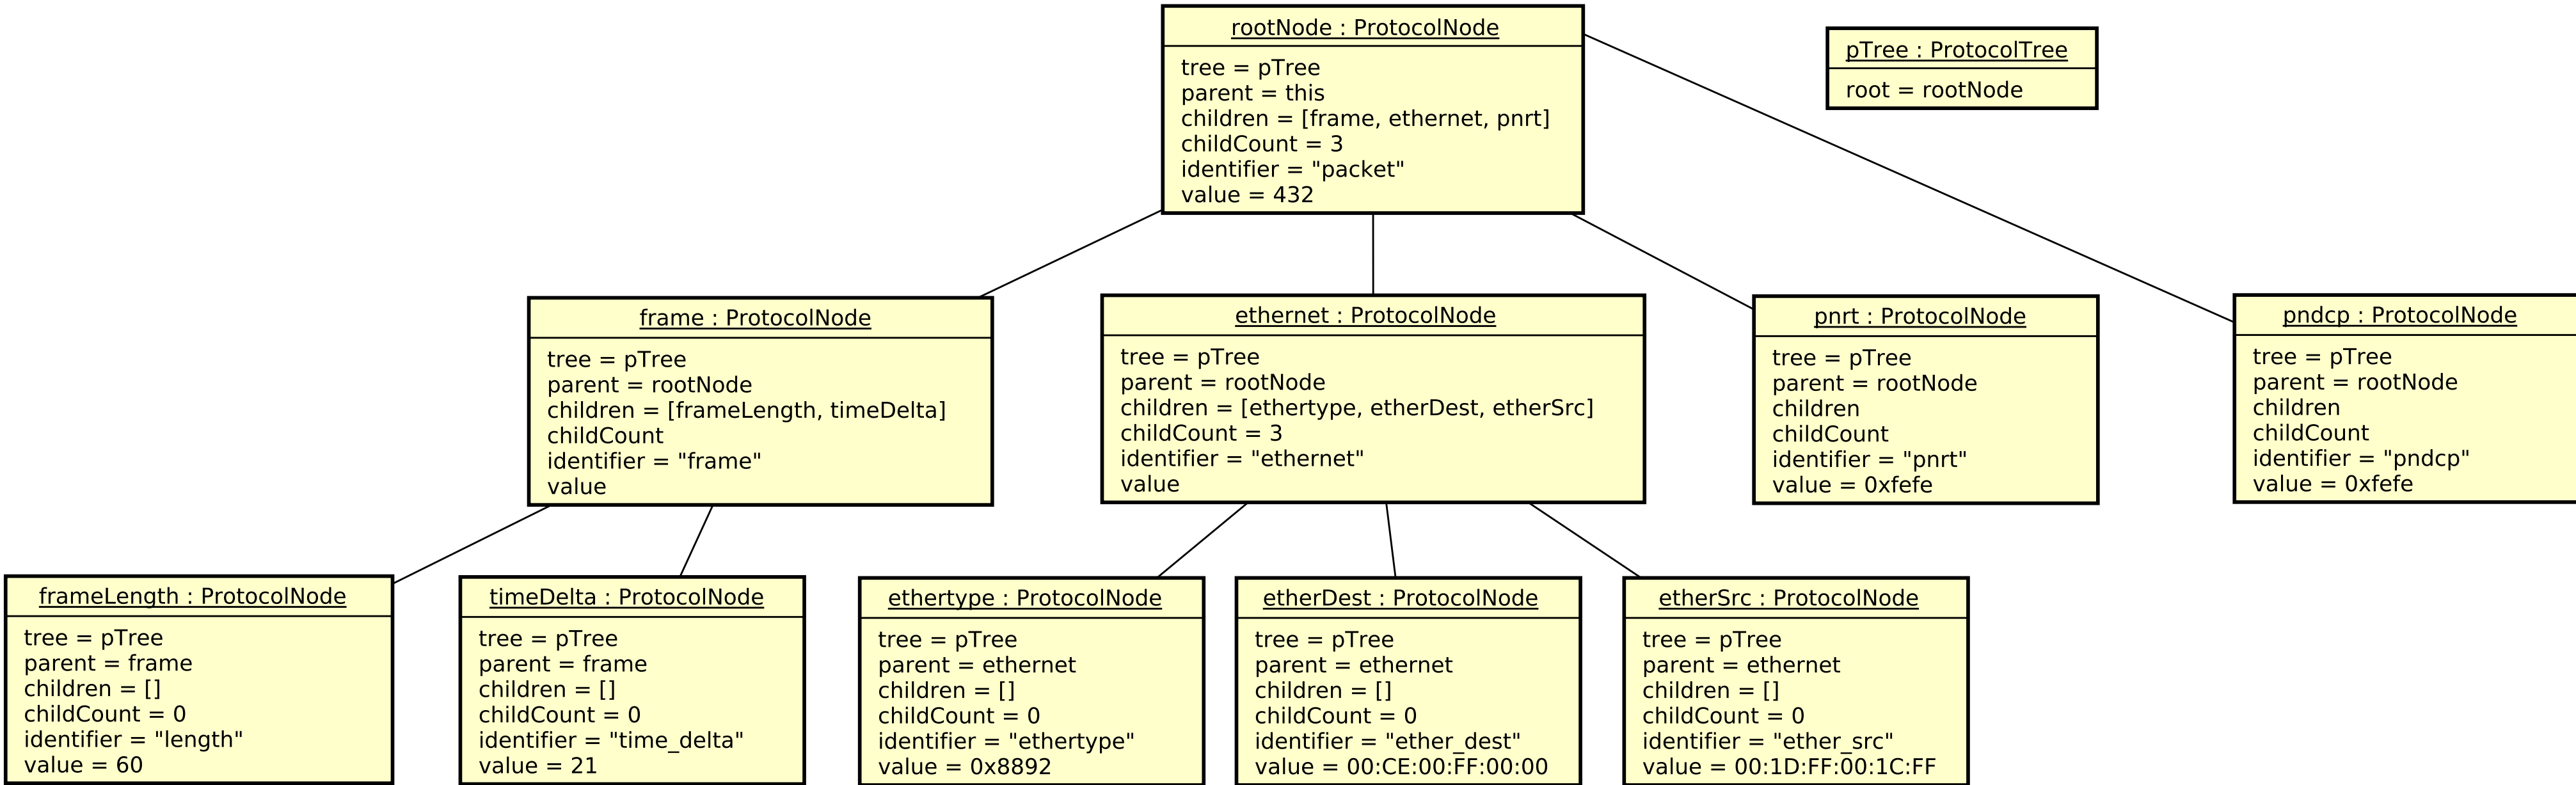 rootNode : ProtocolNode
tree = pTree
parent = this
children = [frame, ethernet, pnrt]
childCount = 3
identifier = "packet"
value = 432
pTree : ProtocolTree
root = rootNode
frame : ProtocolNode
tree = pTree
parent = rootNode
children = [frameLength, timeDelta]
childCount
identifier = "frame"
value
ethernet : ProtocolNode
tree = pTree
parent = rootNode
children = [ethertype, etherDest, etherSrc]
childCount = 3
identifier = "ethernet"
value
pnrt : ProtocolNode
tree = pTree
parent = rootNode
children
childCount
identifier = "pnrt"
value = 0xfefe
pndcp : ProtocolNode
tree = pTree
parent = rootNode
children
childCount
identifier = "pndcp"
value = 0xfefe
frameLength : ProtocolNode
tree = pTree
parent = frame
children = []
childCount = 0
identifier = "length"
value = 60
timeDelta : ProtocolNode
tree = pTree
parent = frame
children = []
childCount = 0
identifier = "time_delta"
value = 21
ethertype : ProtocolNode
tree = pTree
parent = ethernet
children = []
childCount = 0
identifier = "ethertype"
value = 0x8892
etherDest : ProtocolNode
tree = pTree
parent = ethernet
children = []
childCount = 0
identifier = "ether_dest"
value = 00:CE:00:FF:00:00
etherSrc : ProtocolNode
tree = pTree
parent = ethernet
children = []
childCount = 0
identifier = "ether_src"
value = 00:1D:FF:00:1C:FF